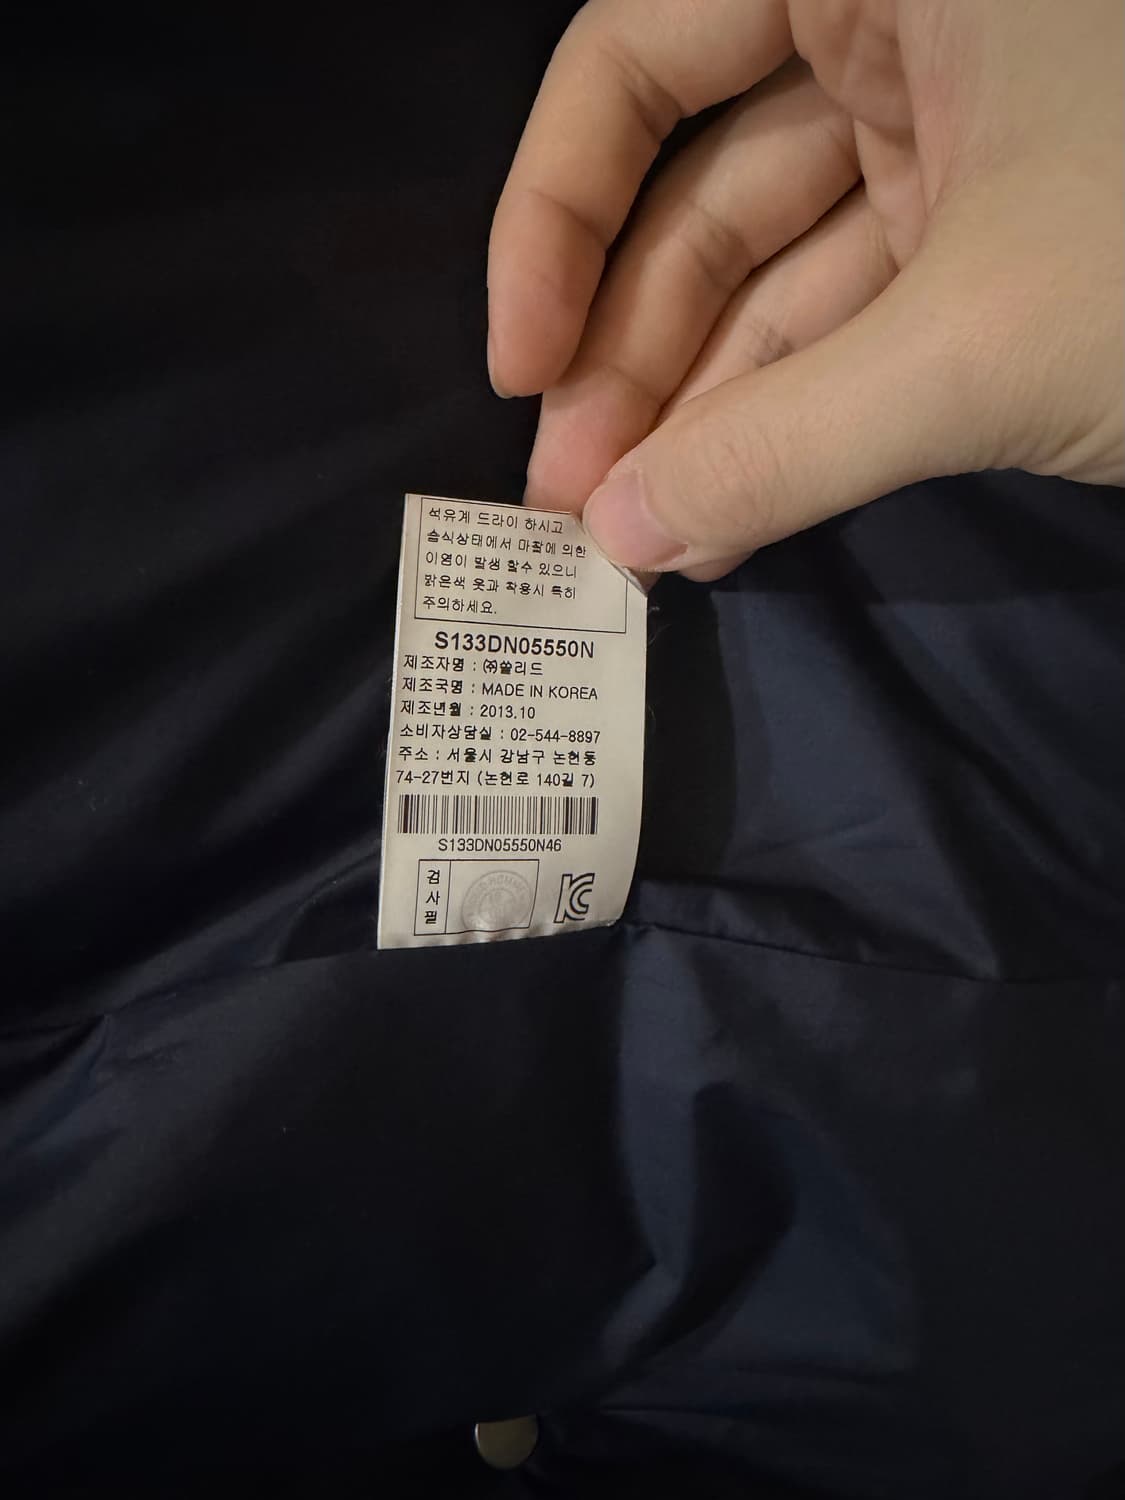 석유계 드라이 하시고
습식상태에서 마찰에 의한
이염이 발생 할수 있으니
밝은색 옷과 착용시 특히
주의하세요.
S133DN05550N
제조자명 : ㈜쏠리드
제조국명 : MADE IN KOREA
제조년월 : 2013.10
소비자상담실 : 02-544-8897
주소 : 서울시 강남구 논현동
74-27번지 (논현로 140길 7)
S133DN05550N46
검
사
필
HOMME
KC